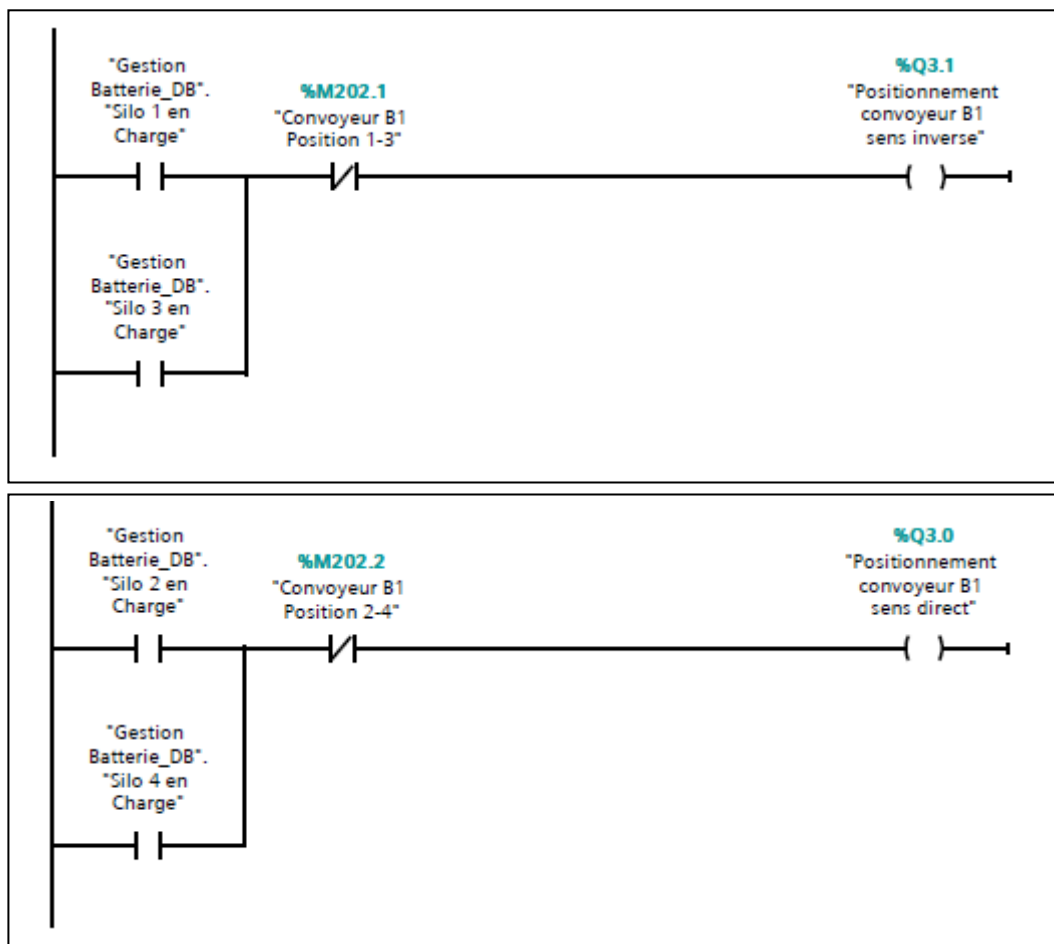 "Gestion
Batterie_DB".
"Silo 1 en
Charge"
%M202.1
"Convoyeur B1
Position 1-3"
%Q3.1
"Positionnement
convoyeur B1
sens inverse"
"Gestion
Batterie_DB".
"Silo 3 en
Charge"
"Gestion
Batterie_DB".
"Silo 2 en
Charge"
%M202.2
"Convoyeur B1
Position 2-4"
%Q3.0
"Positionnement
convoyeur B1
sens direct"
"Gestion
Batterie_DB".
"Silo 4 en
Charge"